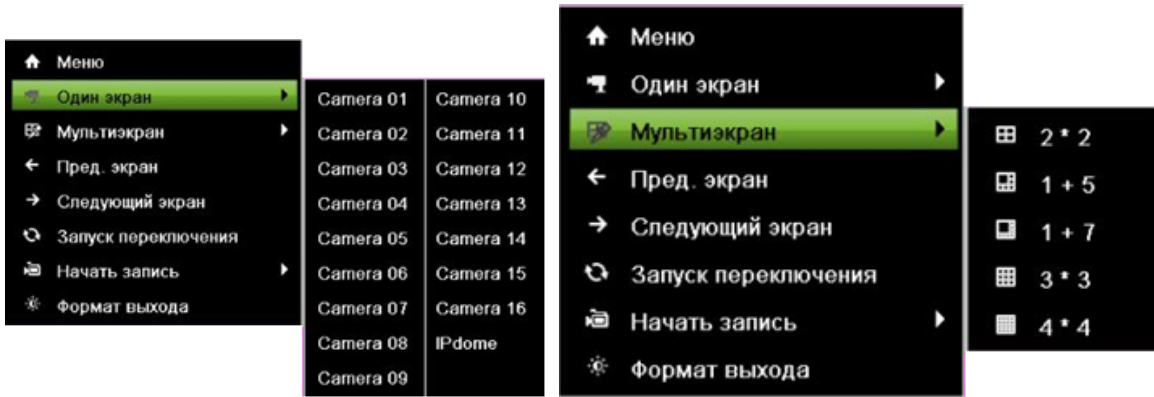 Меню
Один экран
Мультиэкран
Пред. экран
Следующий экран
Запуск переключения
Начать запись
Формат выхода
Camera 01
Camera 02
Camera 03
Camera 04
Camera 05
Camera 06
Camera 07
Camera 08
Camera 09
Camera 10
Camera 11
Camera 12
Camera 13
Camera 14
Camera 15
Camera 16
IPdome
Меню
Один экран
Мультиэкран
Пред. экран
Следующий экран
Запуск переключения
Начать запись
Формат выхода
2 * 2
1 + 5
1 + 7
3 * 3
4 * 4